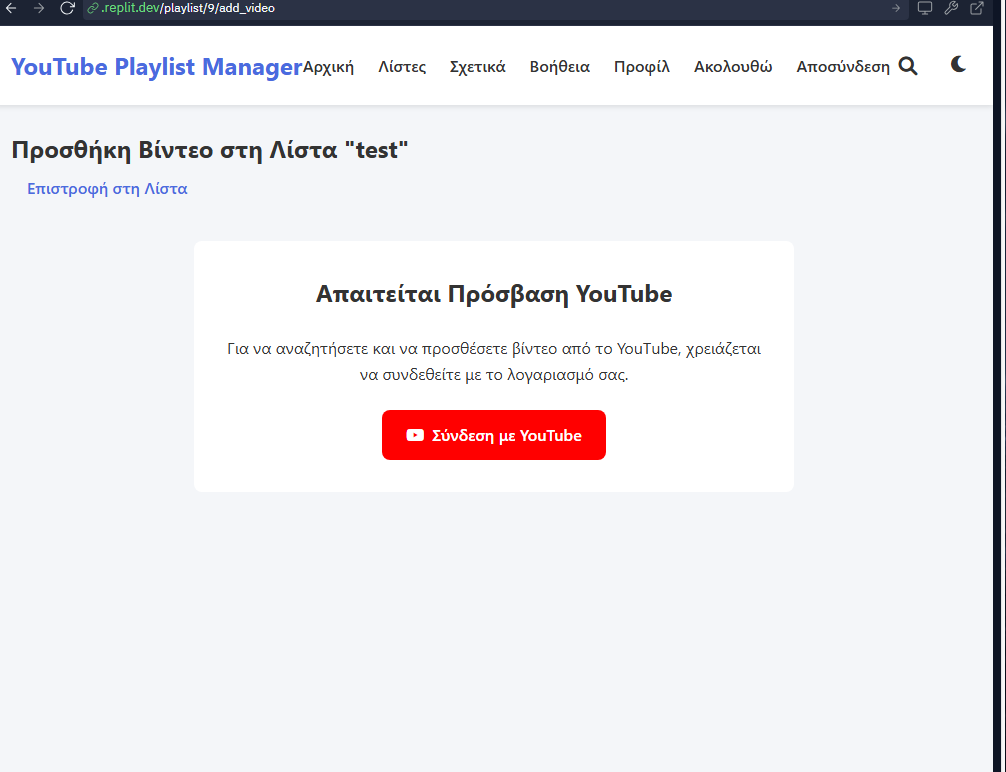 .replit.dev/playlist/9/add_video
YouTube Playlist Manager Αρχική Λίστες Σχετικά Βοήθεια Προφίλ Ακολουθώ Αποσύνδεση
Προσθήκη Βίντεο στη Λίστα "test"
Επιστροφή στη Λίστα
Απαιτείται Πρόσβαση YouTube
Για να αναζητήσετε και να προσθέσετε βίντεο από το YouTube, χρειάζεται
να συνδεθείτε με το λογαριασμό σας.
Σύνδεση με YouTube